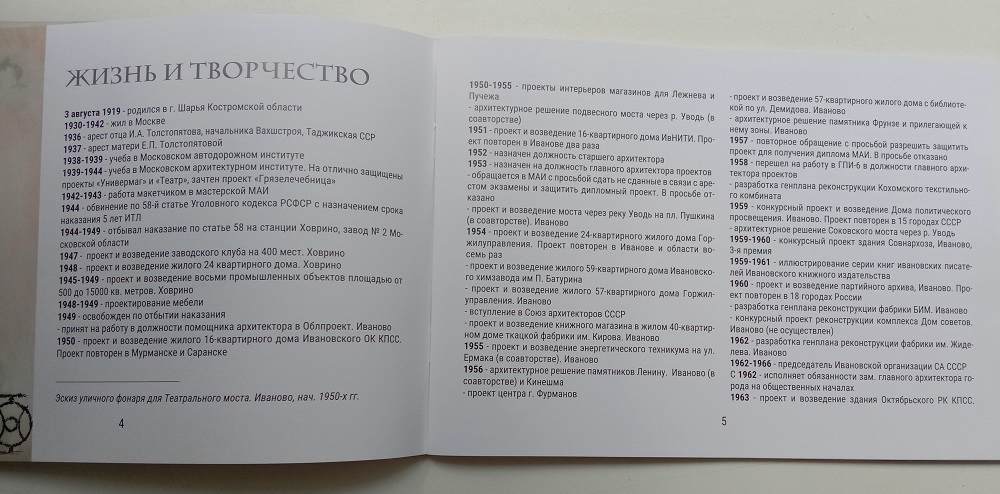 ЖИЗНЬ И ТВОРЧЕСТВО
3 августа 1919 - родился в г. Шарья Костромской области
1930-1942 - жил в Москве
1936 - арест отца И.А. Толстопятова, начальника Вахшстроя, Таджикская ССР
1937 - арест матери Е.П. Толстопятовой
1938-1939 - учеба в Московском автодорожном институте
1939-1944 - учеба в Московском архитектурном институте. На отлично защищены
проекты «Универмаг» и «Театр», зачтен проект «Грязелечебница»
1942-1943 - работа макетчиком в мастерской МАИ
1944 - обвинение по 58-й статье Уголовного кодекса РСФСР с назначением срока
наказания 5 лет ИТЛ
1944-1949 - отбывал наказание по статье 58 на станции Ховрино, завод № 2 Мо-
сковской области
1947 - проект и возведение заводского клуба на 400 мест. Ховрино
1948 - проект и возведение жилого 24 квартирного дома. Ховрино
1945-1949 - проект и возведение восьми промышленных объектов площадью от
500 до 15000 кв. метров. Ховрино
1948-1949 - проектирование мебели
1949 - освобожден по отбытии наказания
- принят на работу в должности помощника архитектора в Облпроект. Иваново
1950 - проект и возведение жилого 16-квартирного дома Ивановского ОК КПСС.
Проект повторен в Мурманске и Саранске
Эскиз уличного фонаря для Театрального моста. Иваново, нач. 1950-х гг.
4
1950-1955 - проекты интерьеров магазинов для Лежнева и
Пучежа
- архитектурное решение подвесного моста через р. Уводь (в
соавторстве)
1951 - проект и возведение 16-квартирного дома ИвНИТИ. Про-
ект повторен в Иванове два раза
1952 - назначен должность старшего архитектора
1953 - назначен на должность главного архитектора проектов
- обращается в МАИ с просьбой сдать не сданные в связи с аре-
стом экзамены и защитить дипломный проект. В просьбе от-
казано
- проект и возведение моста через реку Уводь на пл. Пушкина
(в соавторстве). Иваново
1954 - проект и возведение 24-квартирного жилого дома Гор-
жилуправления. Проект повторен в Иванове и области во-
семь раз
- проект и возведение жилого 59-квартирного дома Ивановско-
го химзавода им П. Батурина
- проект и возведение жилого 57-квартирного дома Горжил-
управления. Иваново
- вступление в Союз архитекторов СССР
- проект и возведение книжного магазина в жилом 40-квартир-
ном доме ткацкой фабрики им. Кирова. Иваново
1955 - проект и возведение энергетического техникума на ул.
Ермака (в соавторстве). Иваново
1956 - архитектурное решение памятников Ленину. Иваново (в
соавторстве) и Кинешма
- проект центра г. Фурманов
- проект и возведение 57-квартирного жилого дома с библиоте-
кой по ул. Демидова. Иваново
- архитектурное решение памятника Фрунзе и прилегающей к
нему зоны. Иваново
1957 - повторное обращение с просьбой разрешить защитить
проект для получения диплома МАИ. В просьбе отказано
1958 - перешел на работу в ГПИ-6 в должности главного архи-
тектора проектов
- разработка генплана реконструкции Кохомского текстильно-
го комбината
1959 - конкурсный проект и возведение Дома политического
просвещения. Иваново. Проект повторен в 15 городах СССР
- архитектурное решение Соковского моста через р. Уводь
1959-1960 - конкурсный проект здания Совнархоза, Иваново,
3-я премия
1959-1961 - иллюстрирование серии книг ивановских писате-
лей Ивановского книжного издательства
1960 - проект и возведение партийного архива, Иваново. Про-
ект повторен в 18 городах России
- разработка генплана реконструкции фабрики БИМ. Иваново
- конкурсный проект реконструкции комплекса Дом советов.
Иваново (не осуществлен)
1962 - разработка генплана реконструкции фабрики им. Жиде-
лева. Иваново
1962-1966 - председатель Ивановской организации СА СССР
С 1962 - исполняет обязанности зам. главного архитектора го-
рода на общественных началах
1963 - проект и возведение здания Октябрьского РК КПСС.
5